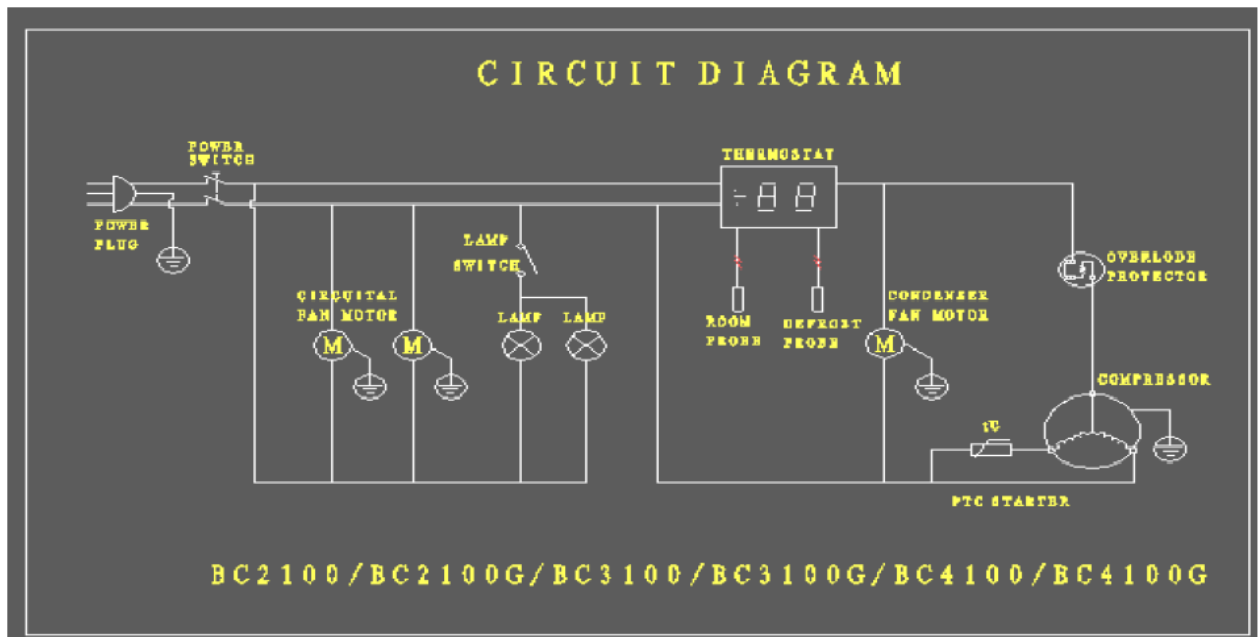 CIRCUIT DIAGRAM
POWER
SWITCH
THERMOSTAT
POWER
PLUG
LAMP
SWITCH
OVERLODE
PROTECTOR
CIRCUITAL
FAN MOTOR
LAMP
LAMP
ROOM
PROBE
DEFROST
PROBE
CONDENSER
FAN MOTOR
M
M
M
COMPRESSOR
PTC STARTER
BC2100/BC2100G/BC3100/BC3100G/BC4100/BC4100G